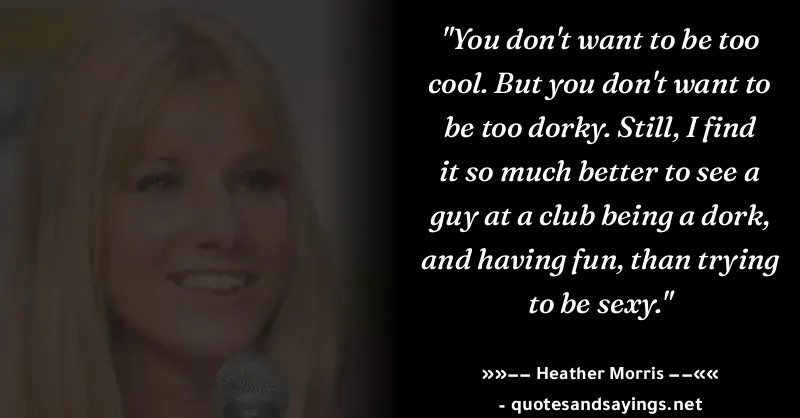 "You don't want to be too
cool. But you don't want to
be too dorky. Still, I find
it so much better to see a
guy at a club being a dork,
and having fun, than trying
to be sexy."
»»−− Heather Morris −−««
- quotesandsayings.net